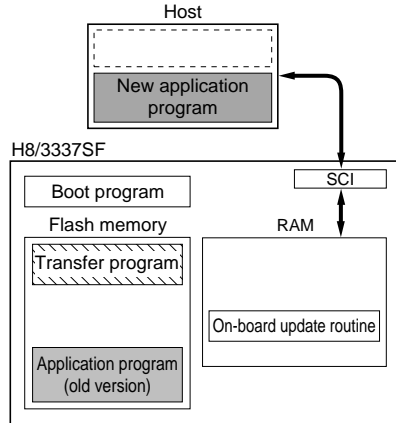 Host
New application
program
H8/3337SF
SCI
Boot program
Flash memory
RAM
Transfer program
On-board update routine
Application program
(old version)